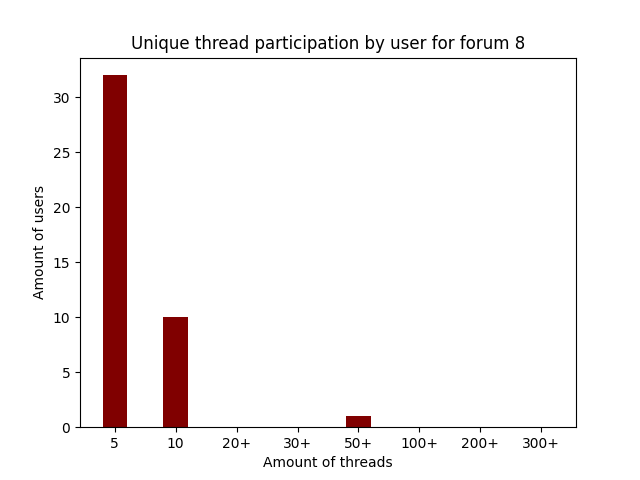 Unique thread participation by user for forum 8
30
25
20
15
10
5
0
Amount of users
5 10 20+ 30+ 50+ 100+ 200+ 300+
Amount of threads